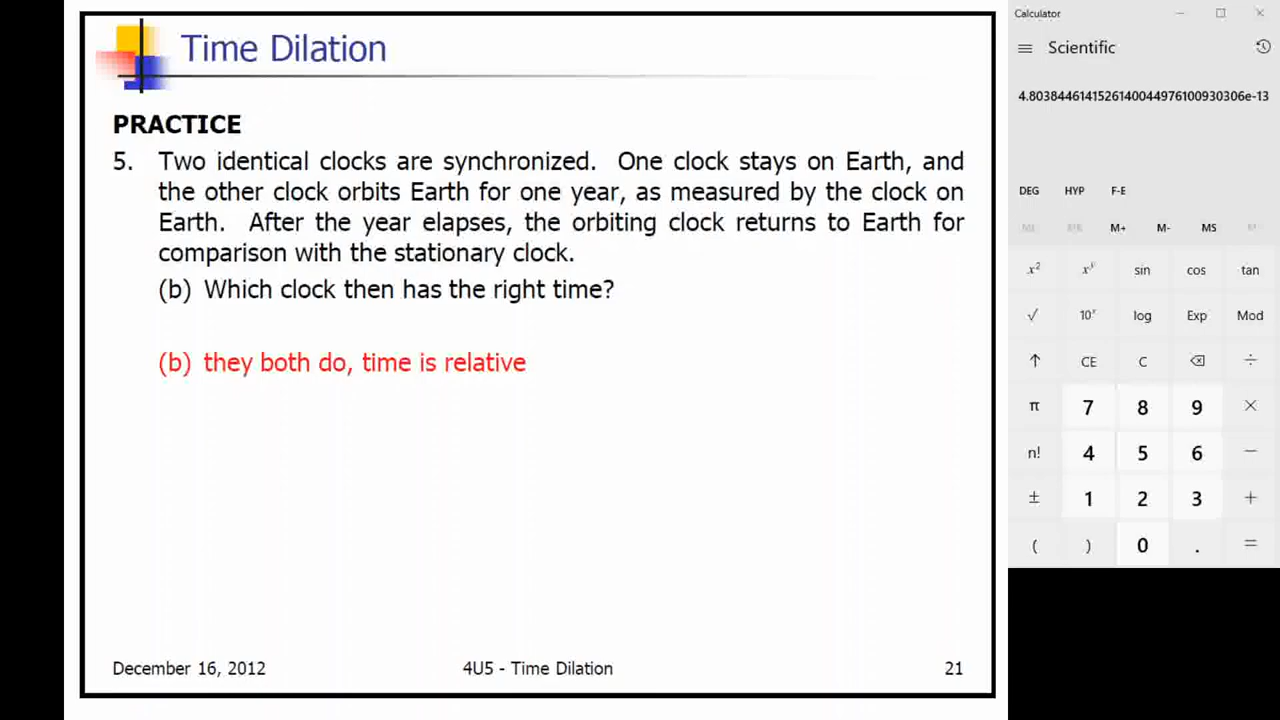 Time Dilation
PRACTICE
5. Two identical clocks are synchronized. One clock stays on Earth, and
the other clock orbits Earth for one year, as measured by the clock on
Earth. After the year elapses, the orbiting clock returns to Earth for
comparison with the stationary clock.
(b) Which clock then has the right time?
(b) they both do, time is relative
December 16, 2012 4U5 - Time Dilation 21
Calculator
Scientific
4.8038446141526140044976100930306e-13
DEG HYP F-E
MC MR M+ M- MS M
x² xʸ sin cos tan
√ 10ˣ log Exp Mod
↑ CE C ⌫ ÷
π 7 8 9 ×
n! 4 5 6 −
± 1 2 3 +
( ) 0 . =